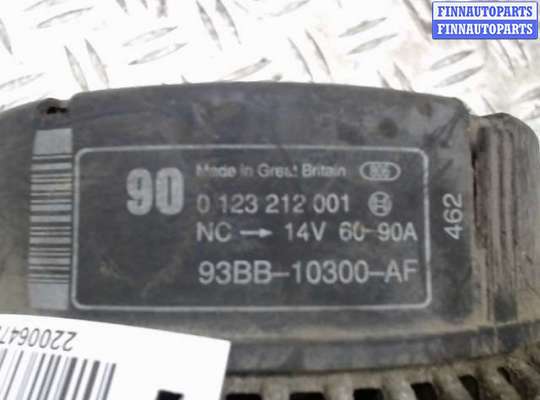 FINNAUTOPARTS
FINNAUTOPARTS
90
Made in Great Britain
0 123 212 001
NC → 14V 60-90A
93BB-10300-AF
462